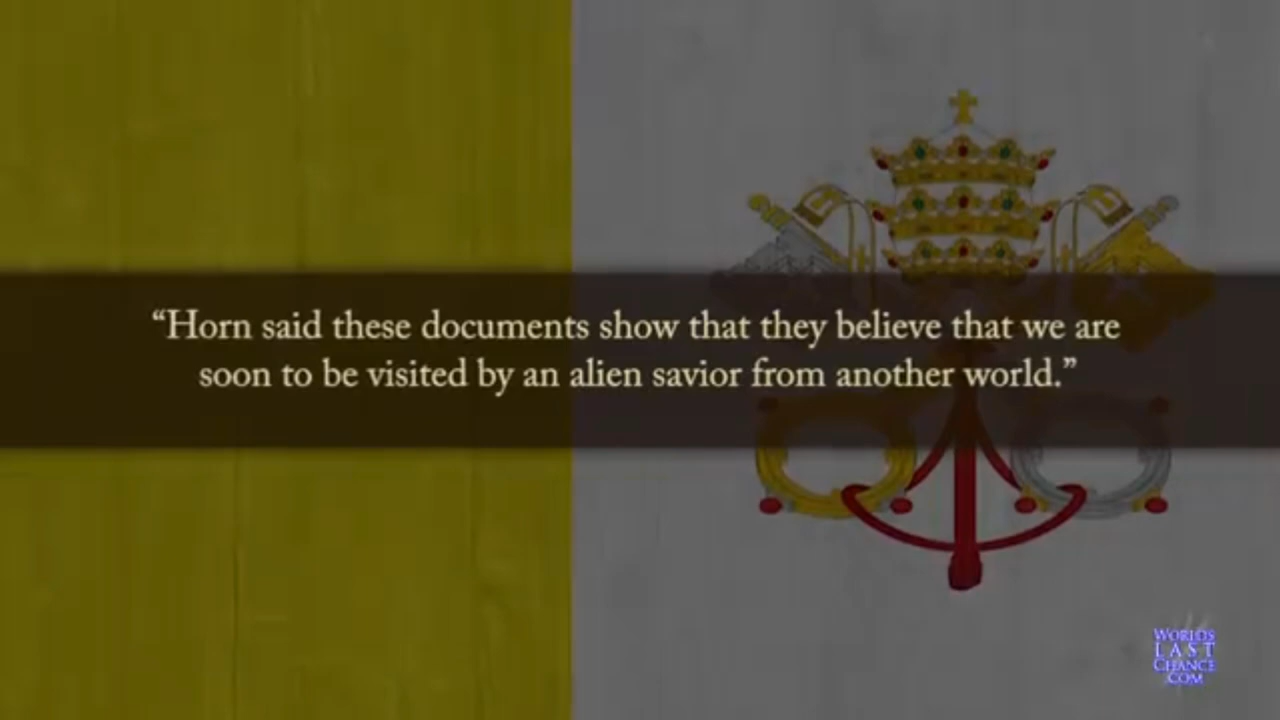 “Horn said these documents show that they believe that we are
soon to be visited by an alien savior from another world.”
WORLDS
LAST
CHANCE
.COM